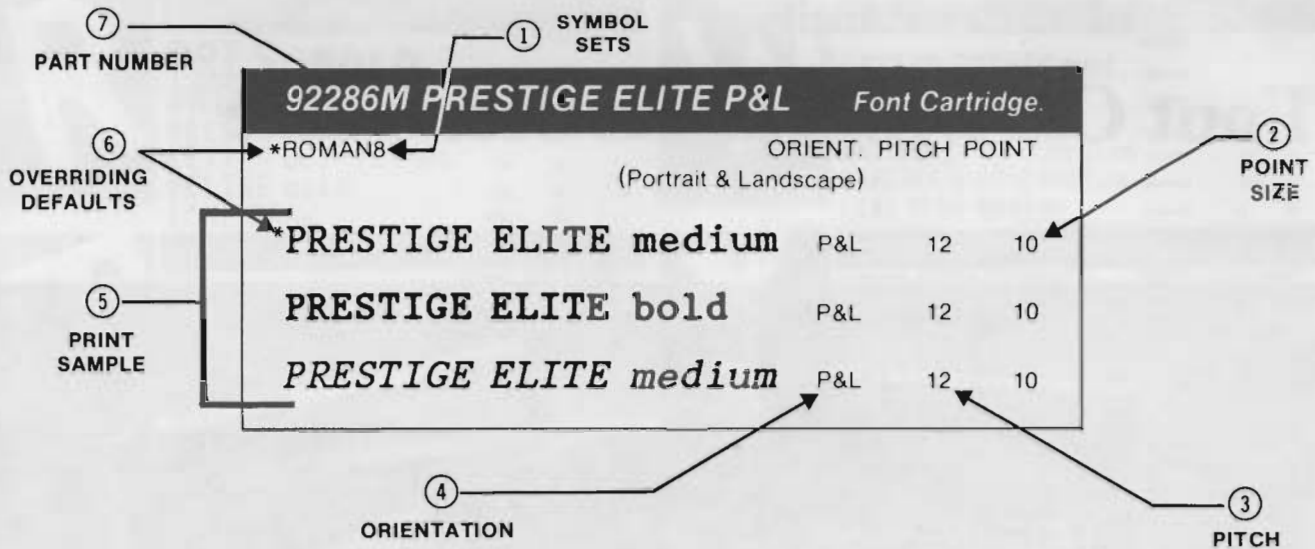 7
PART NUMBER
1
SYMBOL
SETS
92286M PRESTIGE ELITE P&L Font Cartridge.
6
OVERRIDING
DEFAULTS
*ROMAN8
ORIENT. PITCH POINT
(Portrait & Landscape)
2
POINT
SIZE
*PRESTIGE ELITE medium P&L 12 10
5
PRINT
SAMPLE
PRESTIGE ELITE bold P&L 12 10
PRESTIGE ELITE medium P&L 12 10
4
ORIENTATION
3
PITCH